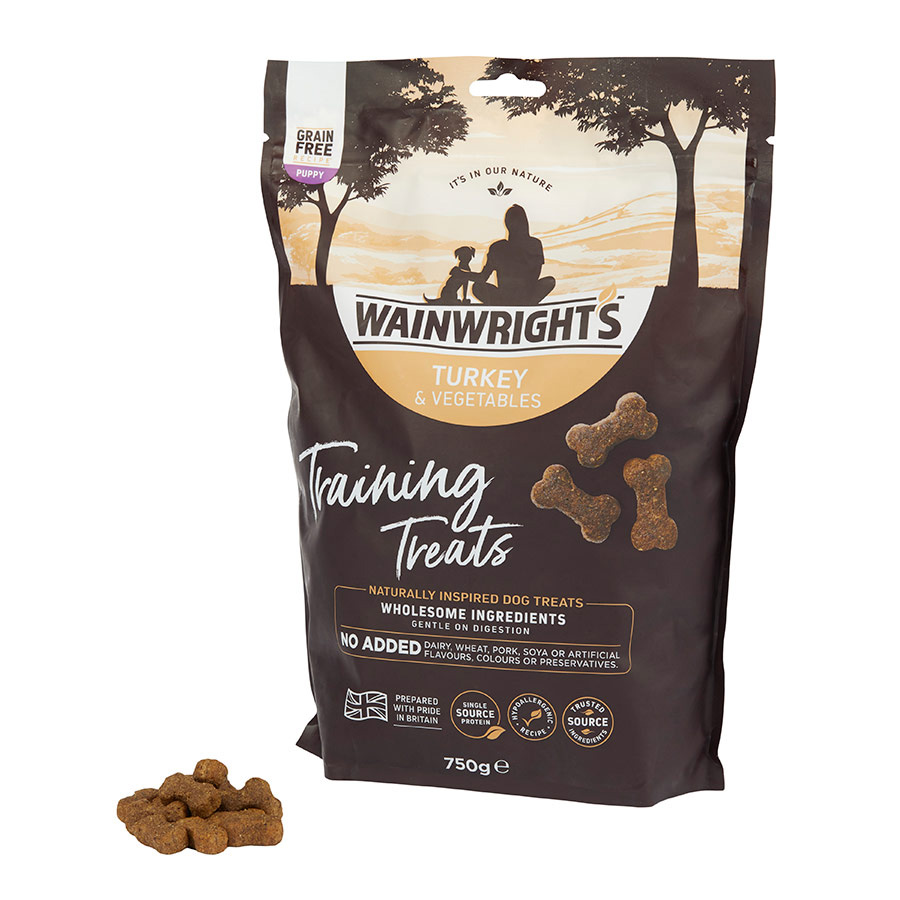 GRAIN
FREE
RECIPE
PUPPY
IT'S IN OUR NATURE
WAINWRIGHT'S™
TURKEY
& VEGETABLES
Training
Treats
NATURALLY INSPIRED DOG TREATS
WHOLESOME INGREDIENTS
GENTLE ON DIGESTION
NO ADDED DAIRY, WHEAT, PORK, SOYA OR ARTIFICIAL
FLAVOURS, COLOURS OR PRESERVATIVES.
PREPARED
WITH PRIDE
IN BRITAIN
SINGLE
SOURCE
PROTEIN
HYPOALLERGENIC
RECIPE
TRUSTED
SOURCE
INGREDIENTS
750g ℮